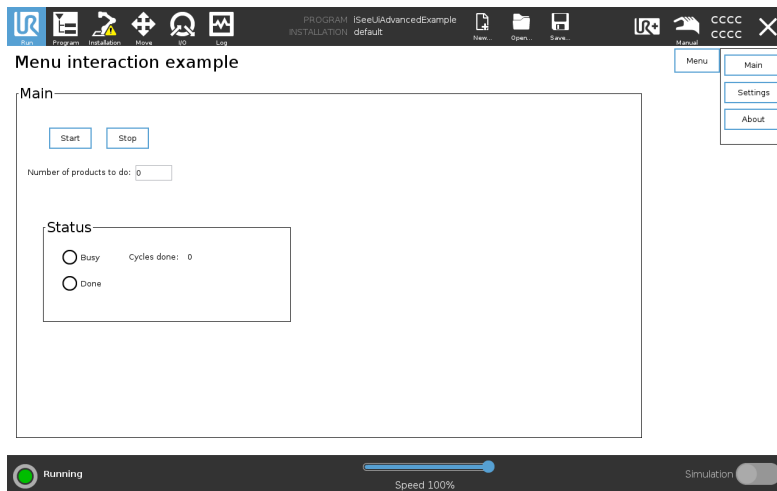 UR
Run
Program
Installation
Move
I/O
Log
PROGRAM iSeeUiAdvancedExample
INSTALLATION default
New...
Open...
Save...
UR+
Manual
CCCC
CCCC
Menu interaction example
Menu
Main
Settings
About
Main
Start
Stop
Number of products to do: 0
Status
Busy
Cycles done: 0
Done
Running
Speed 100%
Simulation